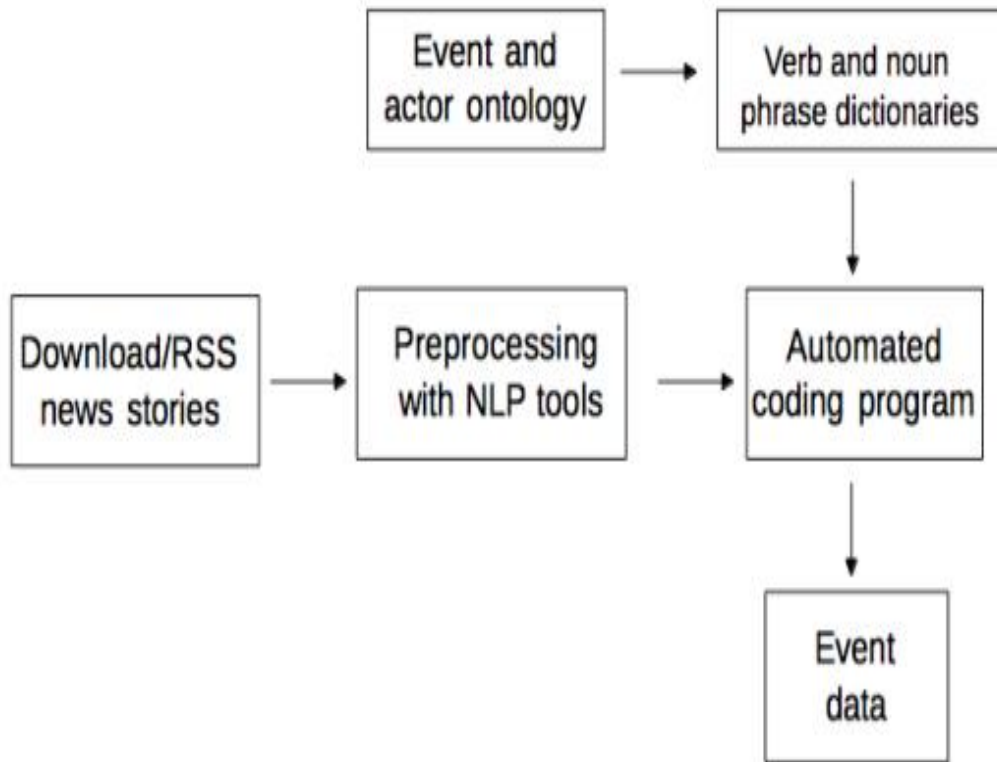 Event and
actor ontology
Verb and noun
phrase dictionaries
Download/RSS
news stories
Preprocessing
with NLP tools
Automated
coding program
Event
data